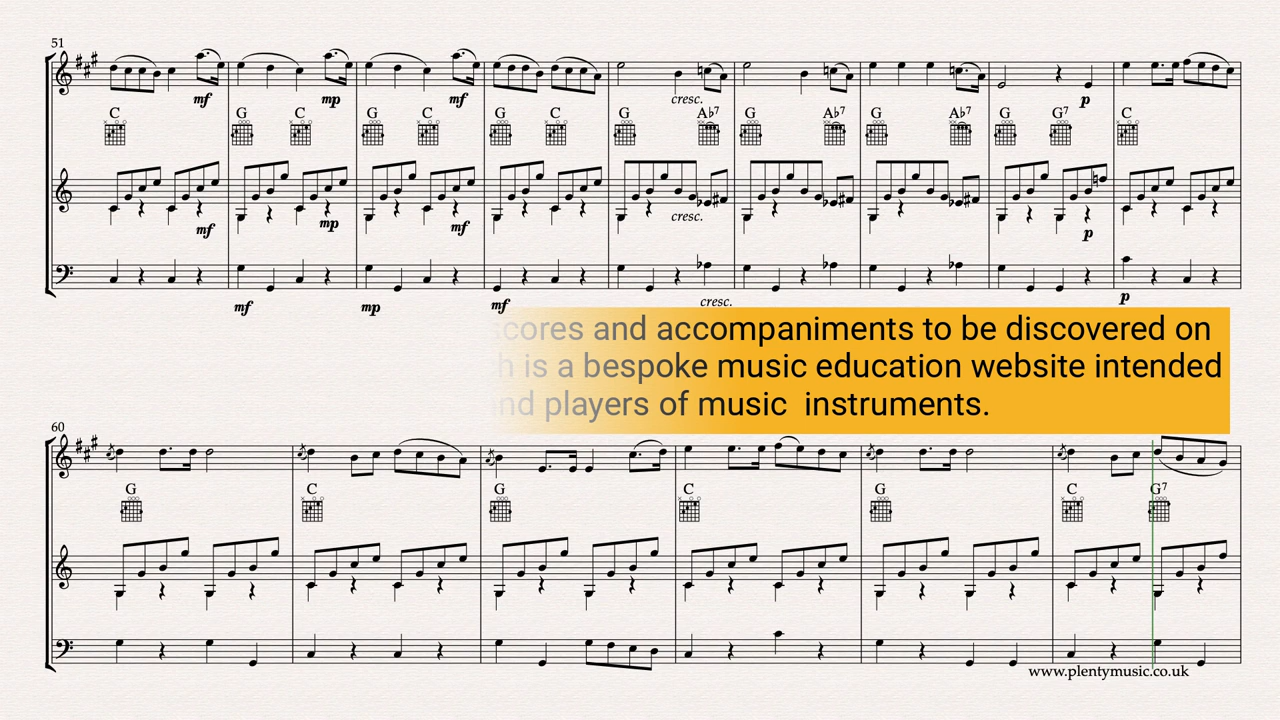 51
mf mp mf cresc. p
C G C G C G C G A♭7 G A♭7 G A♭7 G G7 C
mf mp mf cresc. p
mf mp mf cresc. p
and accompaniments to be discovered on
is a bespoke music education website intended
players of music instruments.
60
G C G C G C G7
www.plentymusic.co.uk